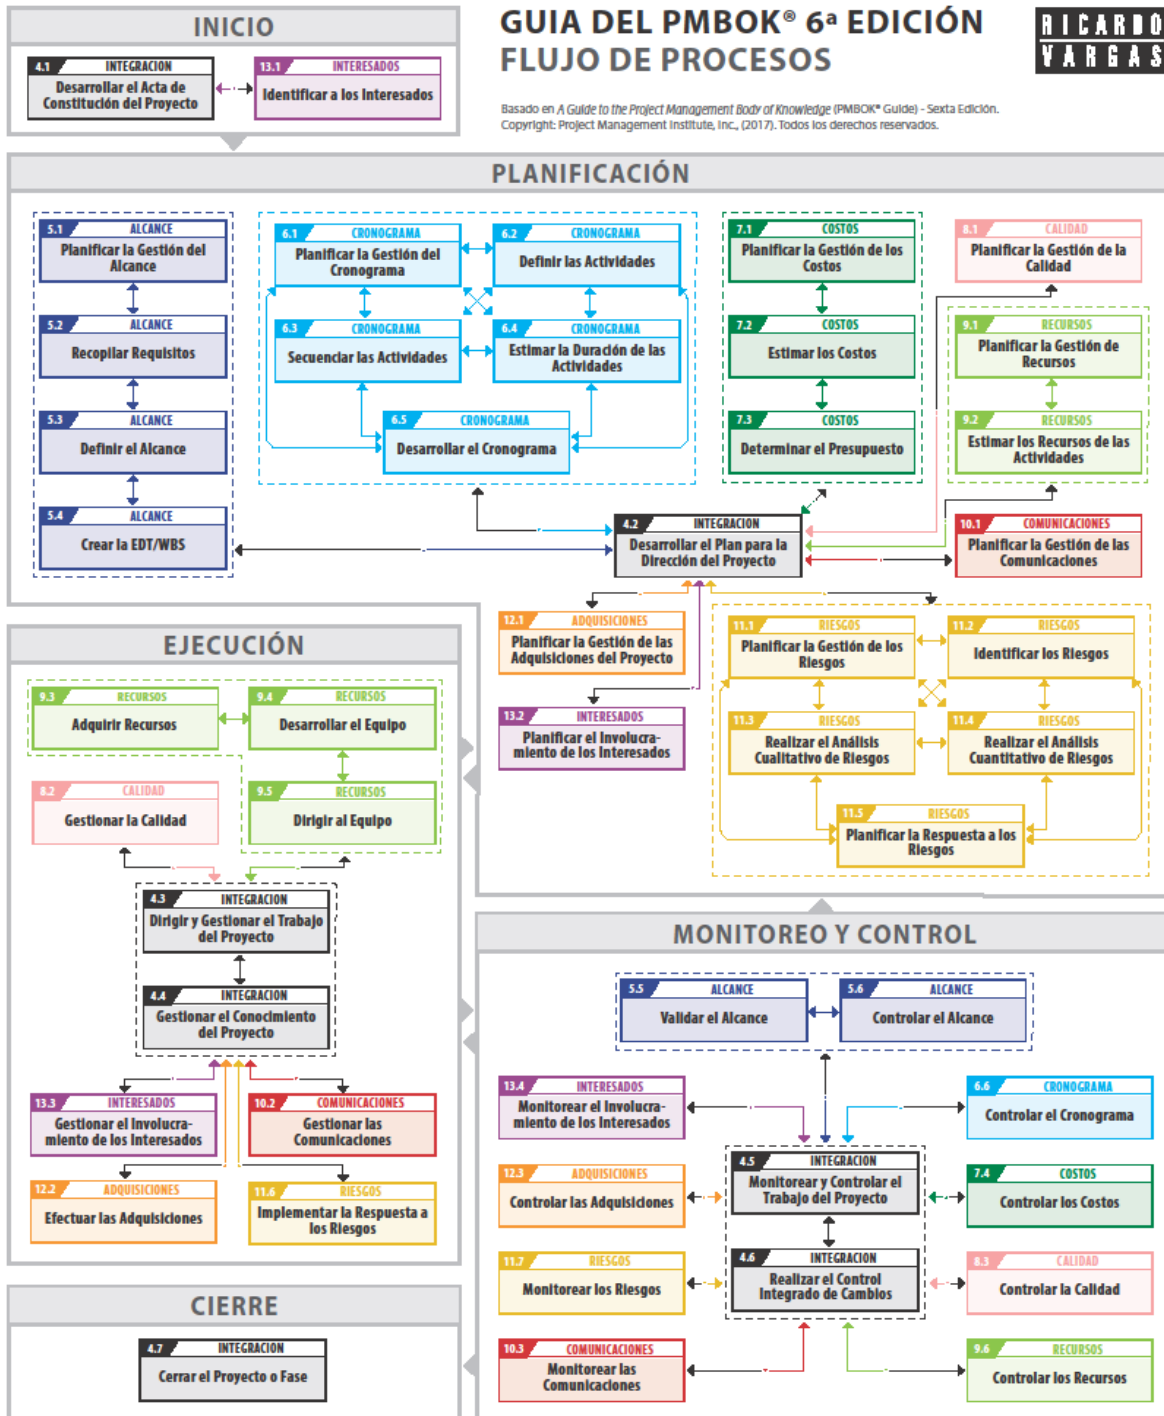 INICIO
4.1 INTEGRACION
Desarrollar el Acta de
Constitución del Proyecto
13.1 INTERESADOS
Identificar a los Interesados
GUIA DEL PMBOK® 6ª EDICIÓN
FLUJO DE PROCESOS
RICARDO
VARGAS
Basado en A Guide to the Project Management Body of Knowledge (PMBOK® Guide) - Sexta Edición.
Copyright: Project Management Institute, Inc., (2017). Todos los derechos reservados.
PLANIFICACIÓN
5.1 ALCANCE
Planificar la Gestión del
Alcance
5.2 ALCANCE
Recopilar Requisitos
5.3 ALCANCE
Definir el Alcance
5.4 ALCANCE
Crear la EDT/WBS
6.1 CRONOGRAMA
Planificar la Gestión del
Cronograma
6.2 CRONOGRAMA
Definir las Actividades
6.3 CRONOGRAMA
Secuenciar las Actividades
6.4 CRONOGRAMA
Estimar la Duración de las
Actividades
6.5 CRONOGRAMA
Desarrollar el Cronograma
7.1 COSTOS
Planificar la Gestión de los
Costos
7.2 COSTOS
Estimar los Costos
7.3 COSTOS
Determinar el Presupuesto
8.1 CALIDAD
Planificar la Gestión de la
Calidad
9.1 RECURSOS
Planificar la Gestión de
Recursos
9.2 RECURSOS
Estimar los Recursos de las
Actividades
4.2 INTEGRACION
Desarrollar el Plan para la
Dirección del Proyecto
10.1 COMUNICACIONES
Planificar la Gestión de las
Comunicaciones
12.1 ADQUISICIONES
Planificar la Gestión de las
Adquisiciones del Proyecto
13.2 INTERESADOS
Planificar el Involucra-
miento de los Interesados
11.1 RIESGOS
Planificar la Gestión de los
Riesgos
11.2 RIESGOS
Identificar los Riesgos
11.3 RIESGOS
Realizar el Análisis
Cualitativo de Riesgos
11.4 RIESGOS
Realizar el Análisis
Cuantitativo de Riesgos
11.5 RIESGOS
Planificar la Respuesta a los
Riesgos
EJECUCIÓN
9.3 RECURSOS
Adquirir Recursos
9.4 RECURSOS
Desarrollar el Equipo
8.2 CALIDAD
Gestionar la Calidad
9.5 RECURSOS
Dirigir al Equipo
4.3 INTEGRACION
Dirigir y Gestionar el Trabajo
del Proyecto
4.4 INTEGRACION
Gestionar el Conocimiento
del Proyecto
13.3 INTERESADOS
Gestionar el Involucra-
miento de los Interesados
10.2 COMUNICACIONES
Gestionar las
Comunicaciones
12.2 ADQUISICIONES
Efectuar las Adquisiciones
11.6 RIESGOS
Implementar la Respuesta a
los Riesgos
MONITOREO Y CONTROL
5.5 ALCANCE
Validar el Alcance
5.6 ALCANCE
Controlar el Alcance
13.4 INTERESADOS
Monitorear el Involucra-
miento de los Interesados
6.6 CRONOGRAMA
Controlar el Cronograma
4.5 INTEGRACION
Monitorear y Controlar el
Trabajo del Proyecto
12.3 ADQUISICIONES
Controlar las Adquisiciones
7.4 COSTOS
Controlar los Costos
4.6 INTEGRACION
Realizar el Control
Integrado de Cambios
11.7 RIESGOS
Monitorear los Riesgos
8.3 CALIDAD
Controlar la Calidad
10.3 COMUNICACIONES
Monitorear las
Comunicaciones
9.6 RECURSOS
Controlar los Recursos
CIERRE
4.7 INTEGRACION
Cerrar el Proyecto o Fase